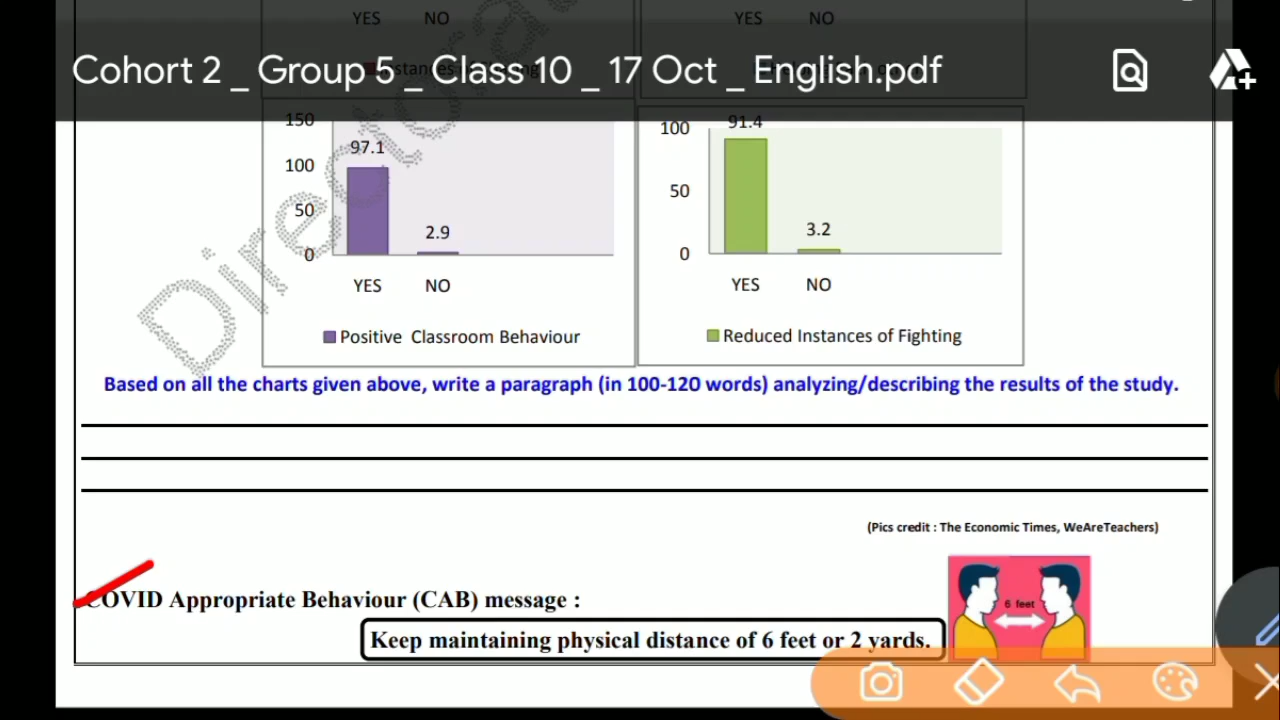 YES NO
YES NO
Cohort 2 _ Group 5 _ Class 10 _ 17 Oct _ English.pdf
150
100
50
0
97.1
2.9
YES NO
Positive Classroom Behaviour
100
50
0
91.4
3.2
YES NO
Reduced Instances of Fighting
Based on all the charts given above, write a paragraph (in 100-120 words) analyzing/describing the results of the study.
(Pics credit : The Economic Times, WeAreTeachers)
COVID Appropriate Behaviour (CAB) message :
Keep maintaining physical distance of 6 feet or 2 yards.
6 feet